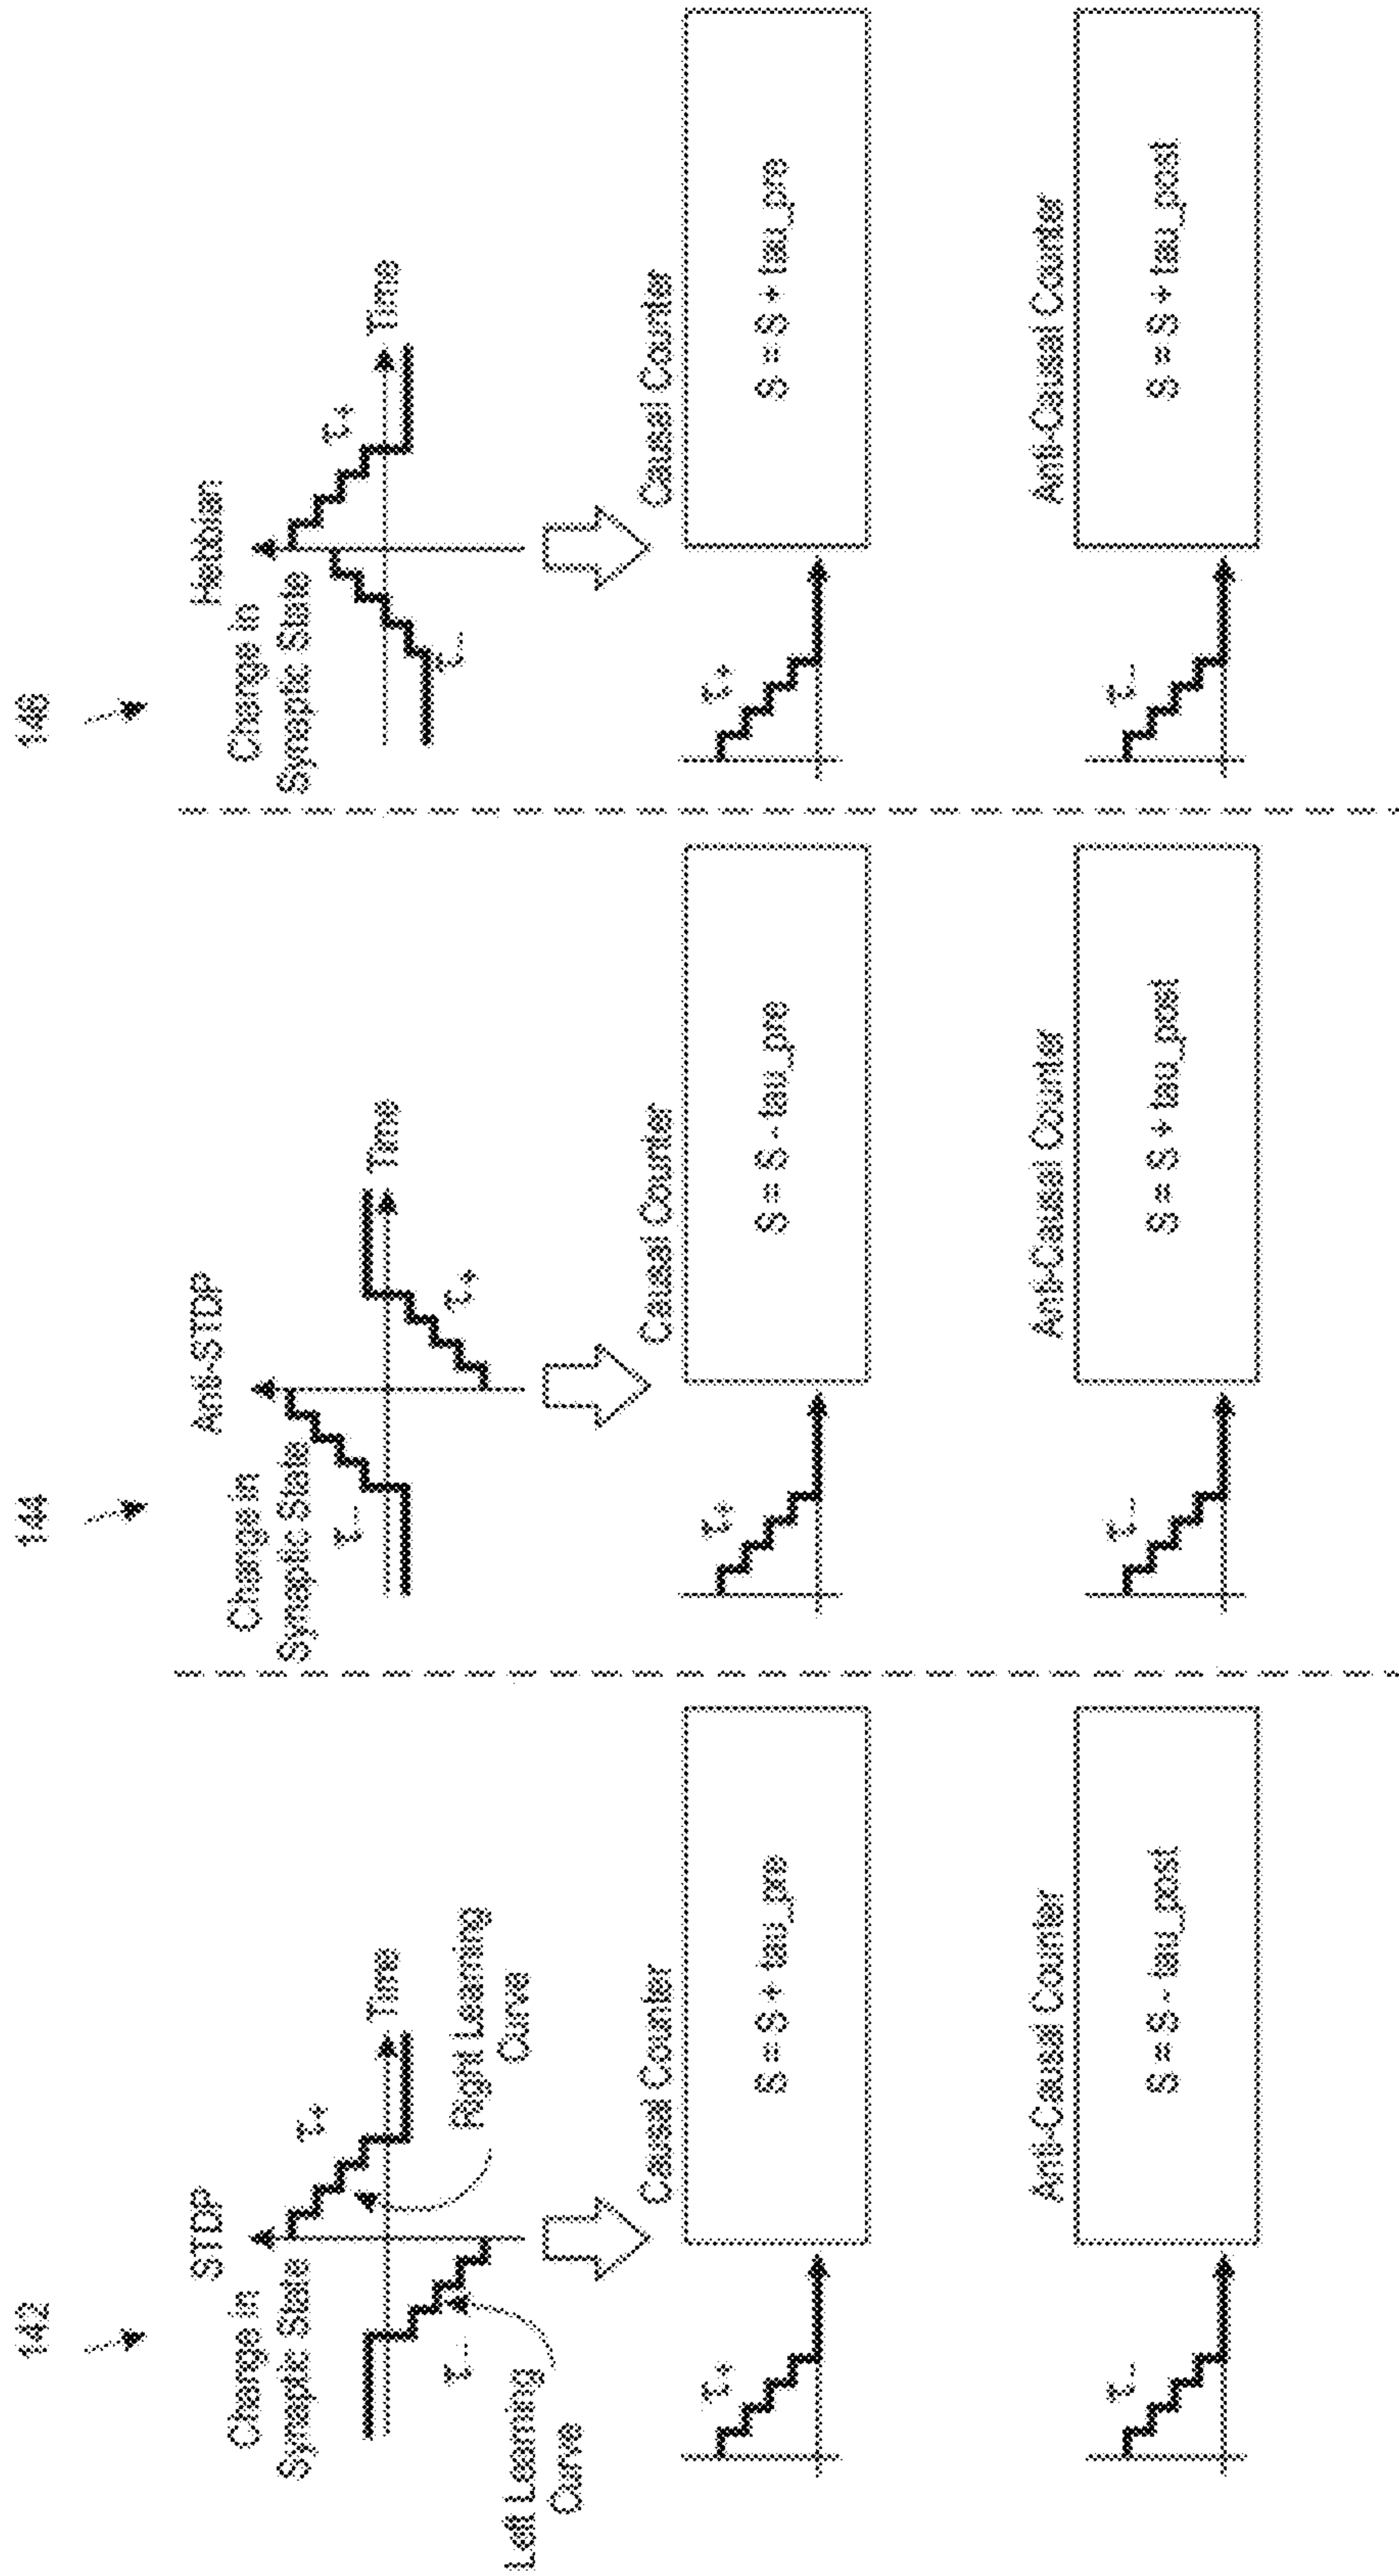 142
STDP
Change in
Synaptic State
τ+
Time
τ-
Left Learning
Curve
Right Learning
Curve
Causal Counter
τ+
S = S + tau_pre
Anti-Causal Counter
τ-
S = S - tau_post
144
Anti-STDP
Change in
Synaptic State
τ-
Time
τ+
Causal Counter
τ+
S = S - tau_pre
Anti-Causal Counter
τ-
S = S + tau_post
146
Hebbian
Change in
Synaptic State
τ+
Time
τ-
Causal Counter
τ+
S = S + tau_pre
Anti-Causal Counter
τ-
S = S + tau_post